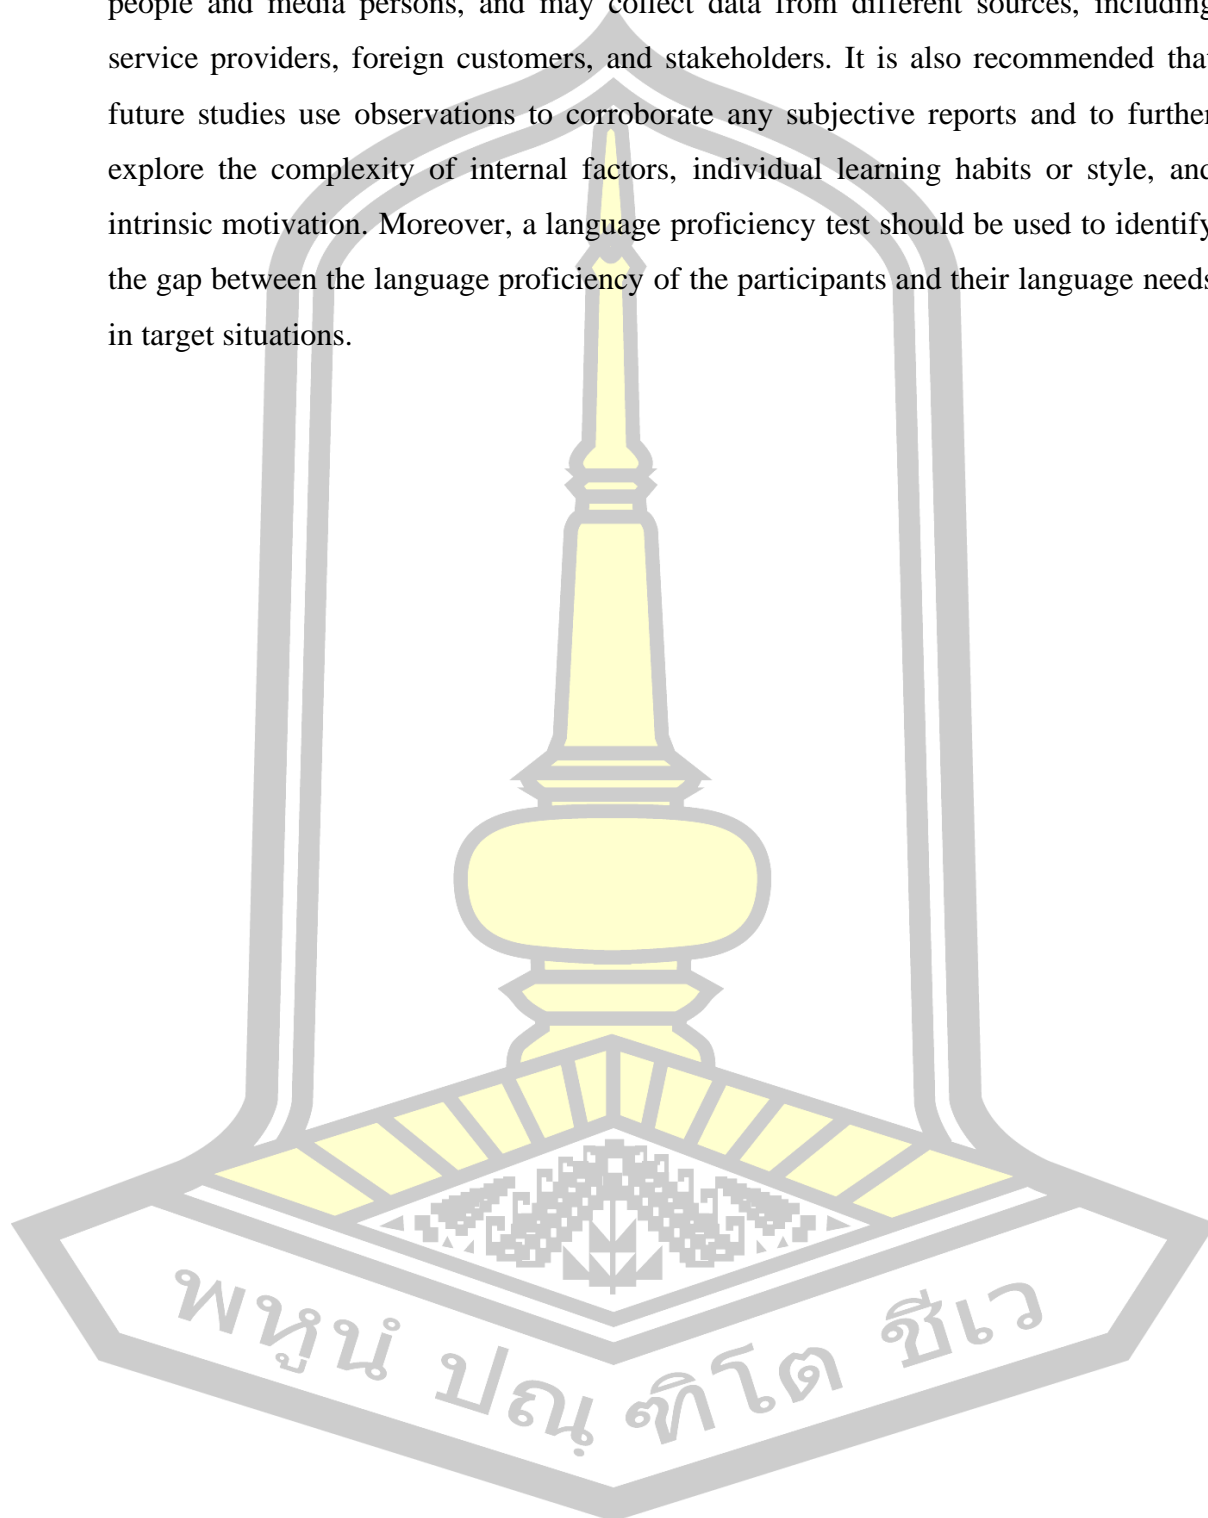 people and media persons, and may collect data from different sources, including
service providers, foreign customers, and stakeholders. It is also recommended that
future studies use observations to corroborate any subjective reports and to further
explore the complexity of internal factors, individual learning habits or style, and
intrinsic motivation. Moreover, a language proficiency test should be used to identify
the gap between the language proficiency of the participants and their language needs
in target situations.
พหูนํ ปณฺฑิโต ชีเว